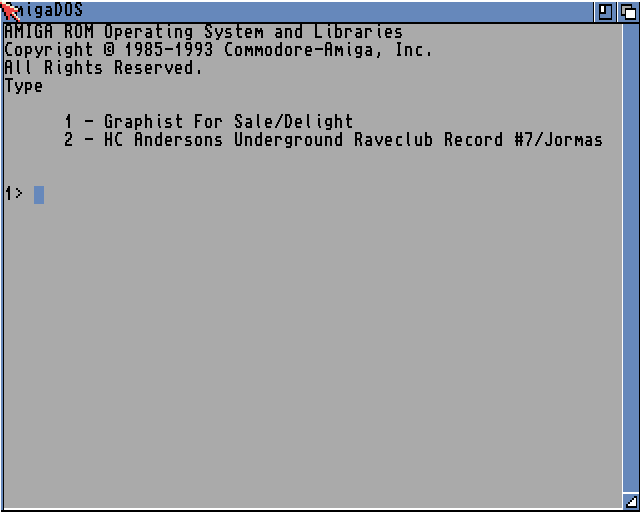 AmigaDOS
AMIGA ROM Operating System and Libraries
Copyright © 1985-1993 Commodore-Amiga, Inc.
All Rights Reserved.
Type
1 - Graphist For Sale/Delight
2 - HC Andersons Underground Raveclub Record #7/Jormas
1>